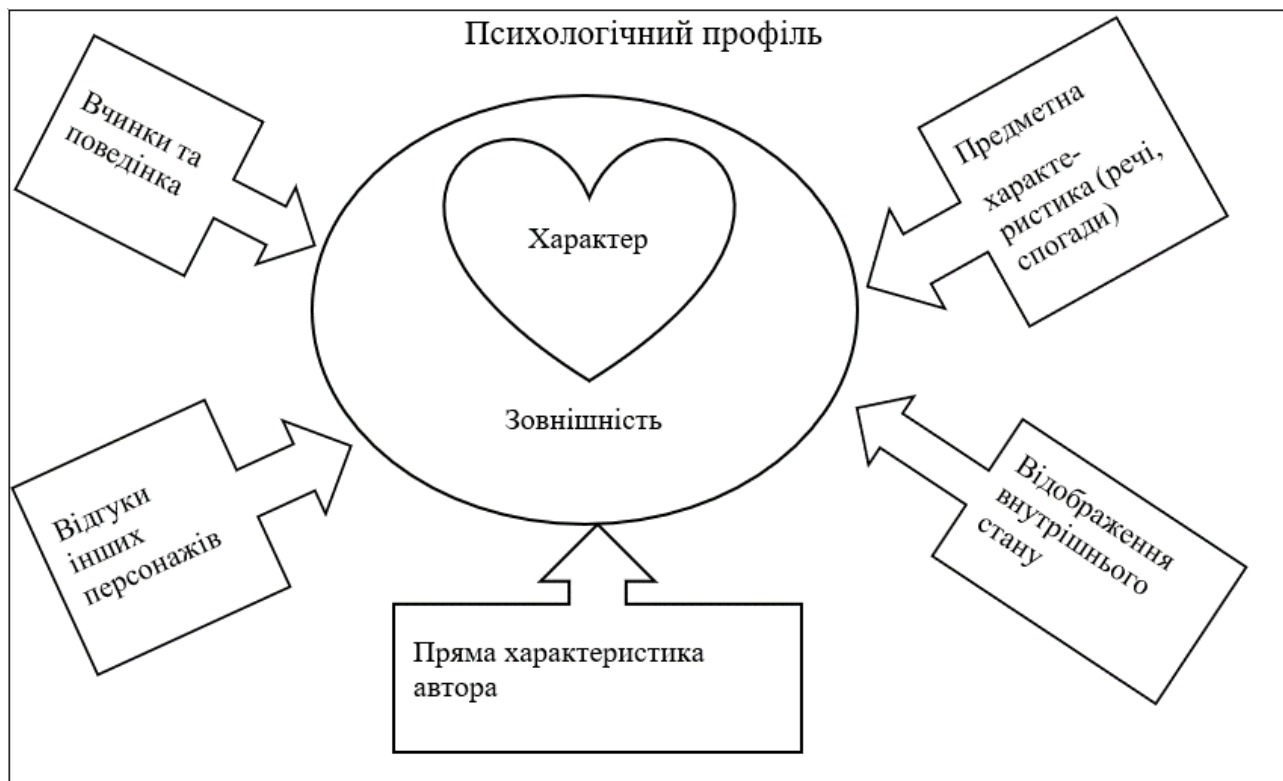 Психологічний профіль
Вчинки та
поведінка
Предметна
характе-
ристика (речі,
спогади)
Характер
Зовнішність
Відгуки
інших
персонажів
Відображення
внутрішнього
стану
Пряма характеристика
автора